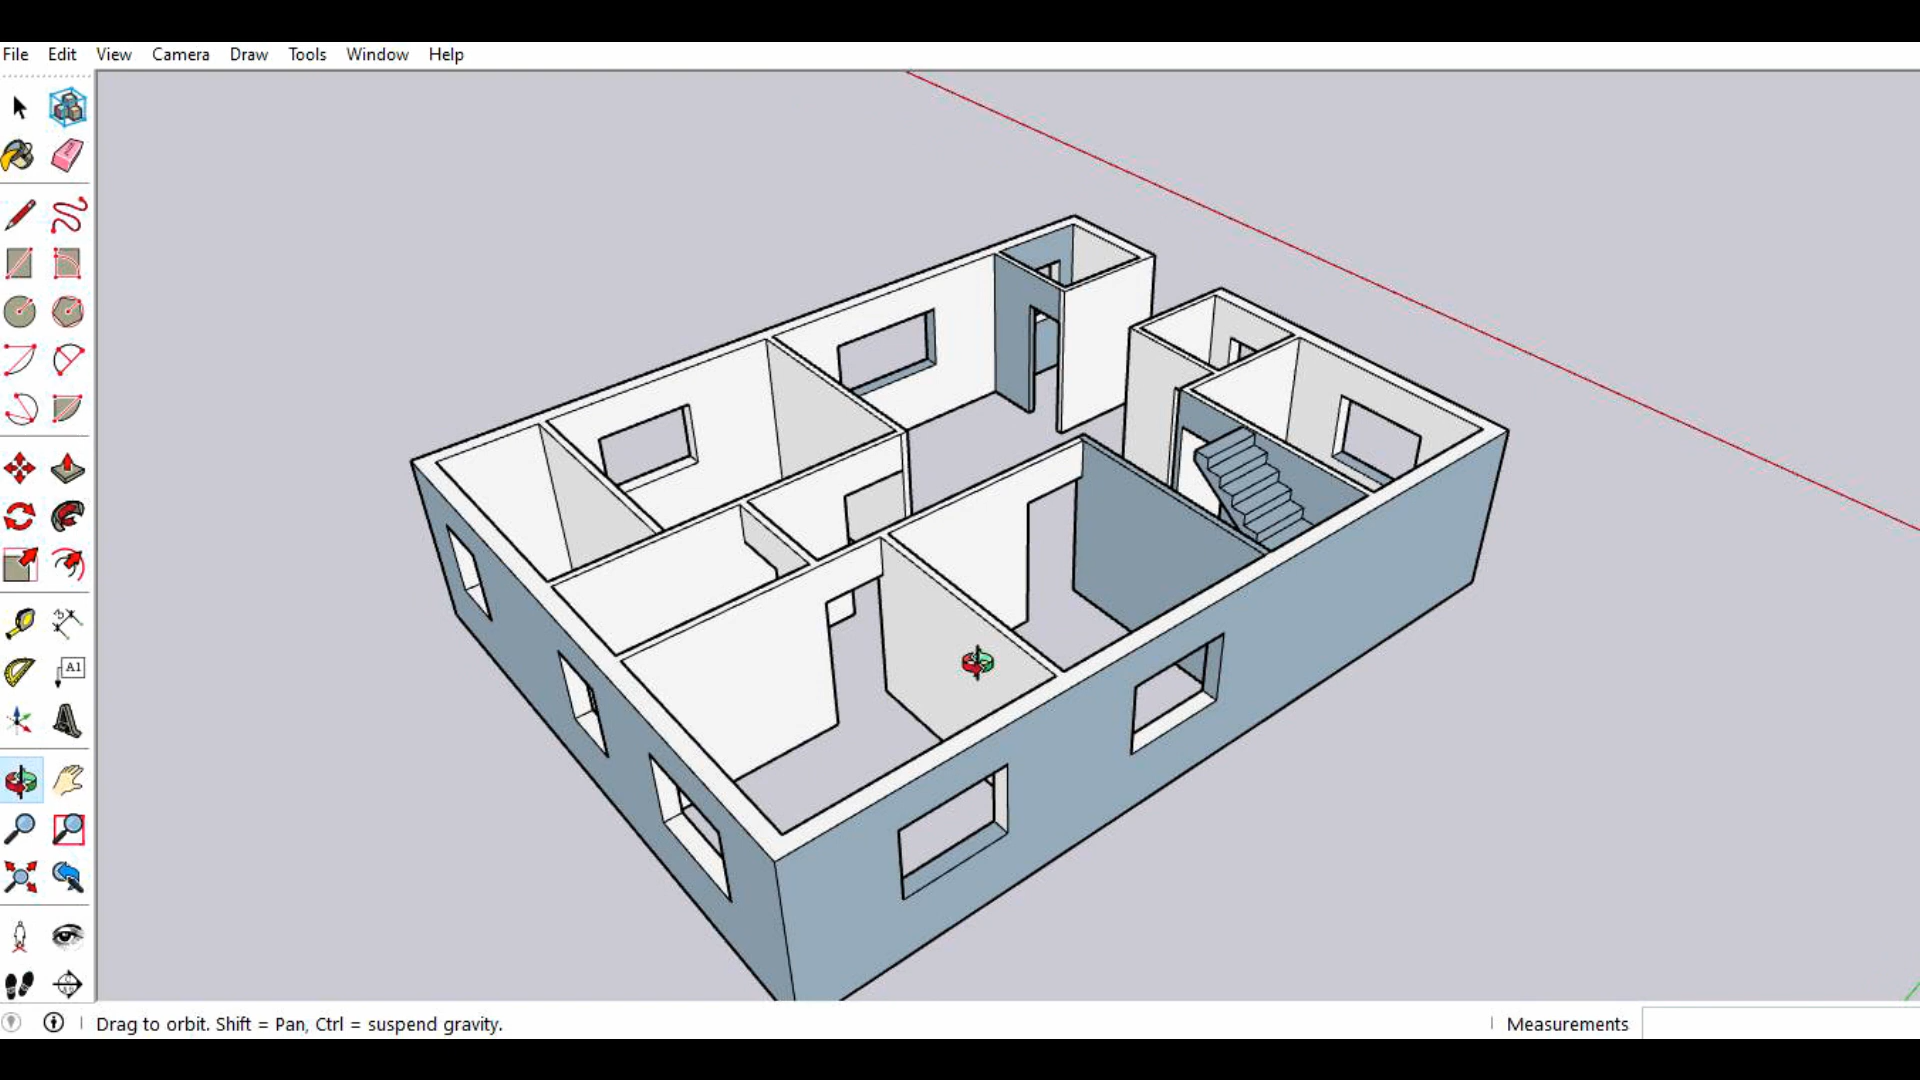 File Edit View Camera Draw Tools Window Help
A1
Drag to orbit. Shift = Pan, Ctrl = suspend gravity.
Measurements